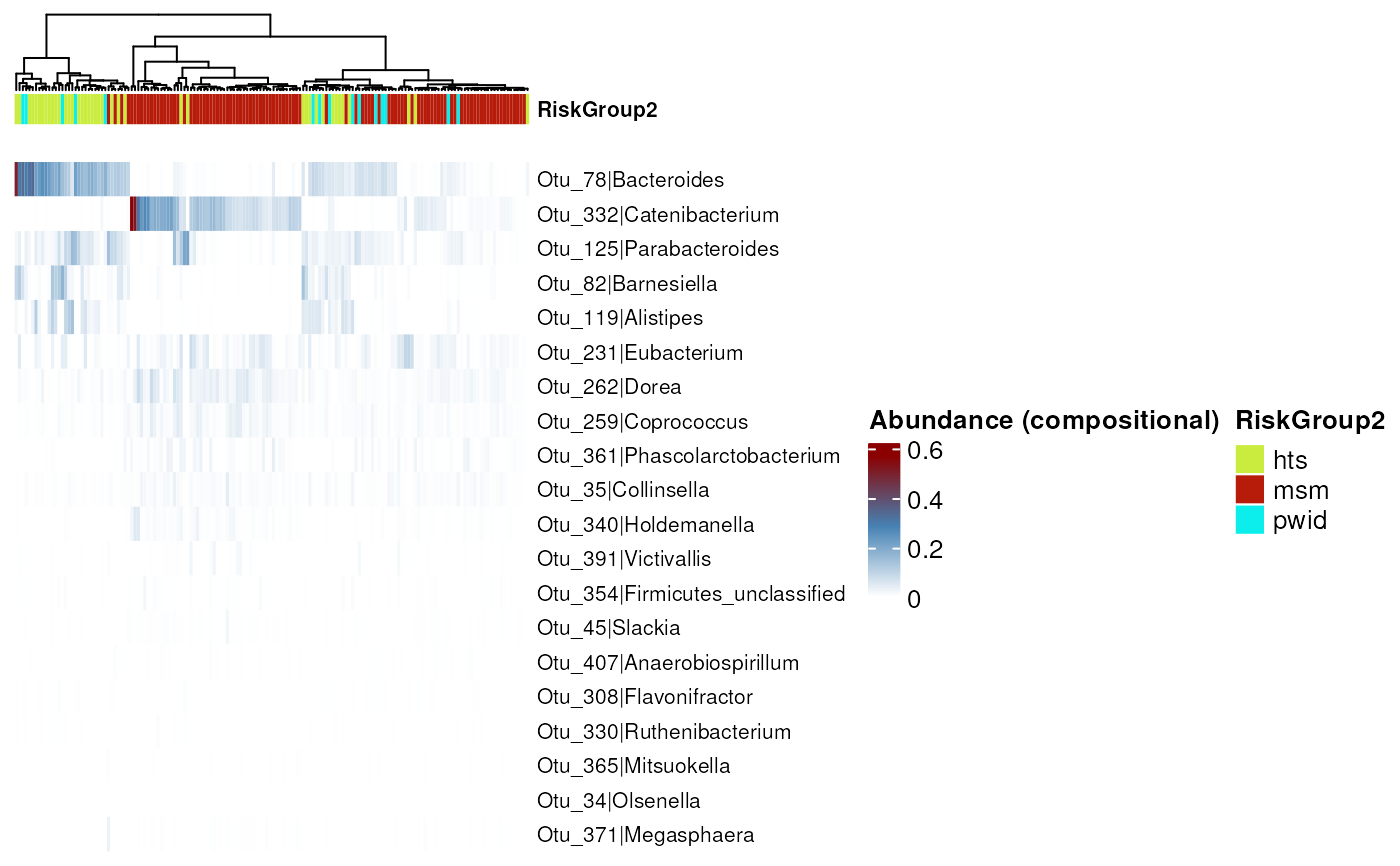 RiskGroup2
Otu_78|Bacteroides
Otu_332|Catenibacterium
Otu_125|Parabacteroides
Otu_82|Barnesiella
Otu_119|Alistipes
Otu_231|Eubacterium
Otu_262|Dorea
Otu_259|Coprococcus
Otu_361|Phascolarctobacterium
Otu_35|Collinsella
Otu_340|Holdemanella
Otu_391|Victivallis
Otu_354|Firmicutes_unclassified
Otu_45|Slackia
Otu_407|Anaerobiospirillum
Otu_308|Flavonifractor
Otu_330|Ruthenibacterium
Otu_365|Mitsuokella
Otu_34|Olsenella
Otu_371|Megasphaera
Abundance (compositional)
0.6
0.4
0.2
0
RiskGroup2
hts
msm
pwid